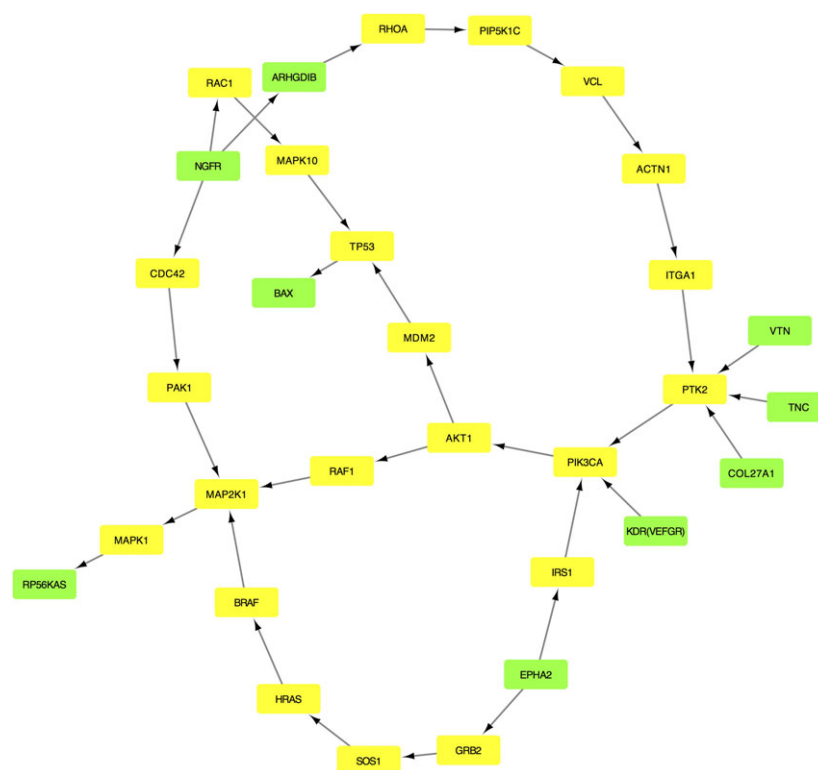 RHOA
PIP5K1C
ARHGDIB
RAC1
VCL
MAPK10
NGFR
ACTN1
TP53
CDC42
ITGA1
BAX
VTN
MDM2
PAK1
PTK2
TNC
AKT1
PIK3CA
RAF1
COL27A1
MAP2K1
KDR(VEFGR)
MAPK1
IRS1
RP56KAS
BRAF
EPHA2
HRAS
GRB2
SOS1